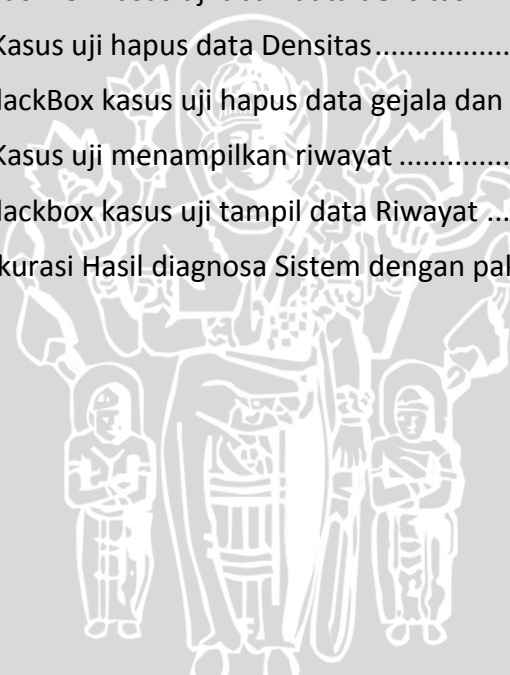 Kasus uji hapus data Densitas..................
lackBox kasus uji hapus data gejala dan
Kasus uji menampilkan riwayat ...............
lackbox kasus uji tampil data Riwayat ...
kurasi Hasil diagnosa Sistem dengan pak